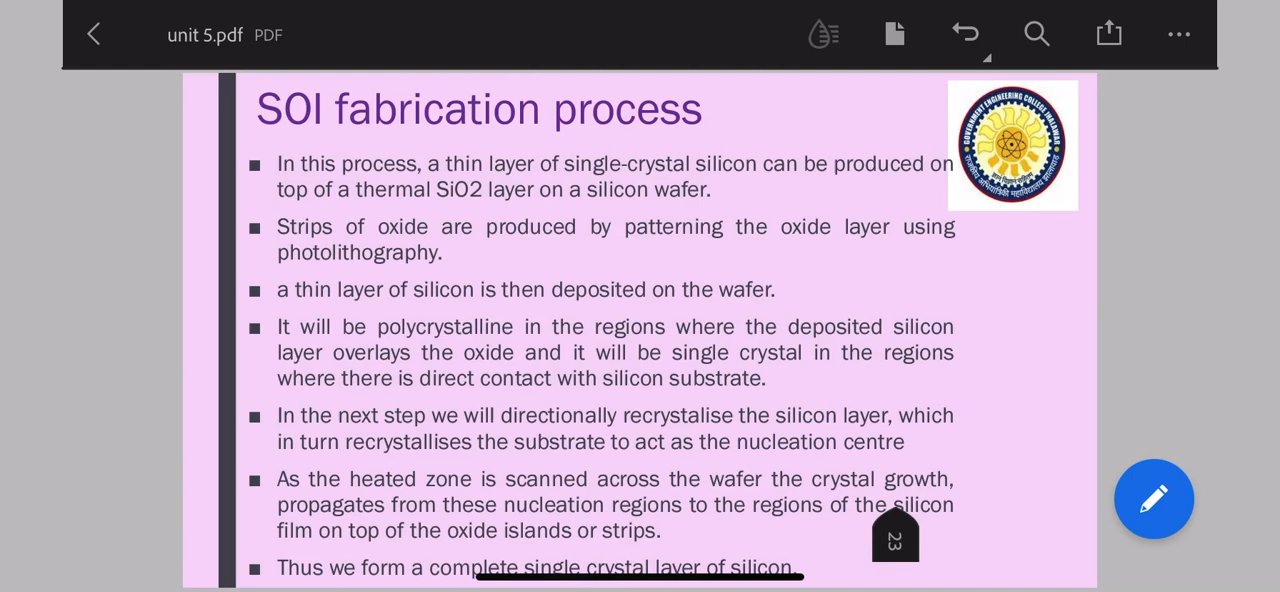 unit 5.pdf PDF
SOI fabrication process
GOVERNMENT ENGINEERING COLLEGE JHALAWAR
■ In this process, a thin layer of single-crystal silicon can be produced on
top of a thermal SiO2 layer on a silicon wafer.
■ Strips of oxide are produced by patterning the oxide layer using
photolithography.
■ a thin layer of silicon is then deposited on the wafer.
■ It will be polycrystalline in the regions where the deposited silicon
layer overlays the oxide and it will be single crystal in the regions
where there is direct contact with silicon substrate.
■ In the next step we will directionally recrystalise the silicon layer, which
in turn recrystallises the substrate to act as the nucleation centre
■ As the heated zone is scanned across the wafer the crystal growth,
propagates from these nucleation regions to the regions of the silicon
film on top of the oxide islands or strips.
23
■ Thus we form a complete single crystal layer of silicon.